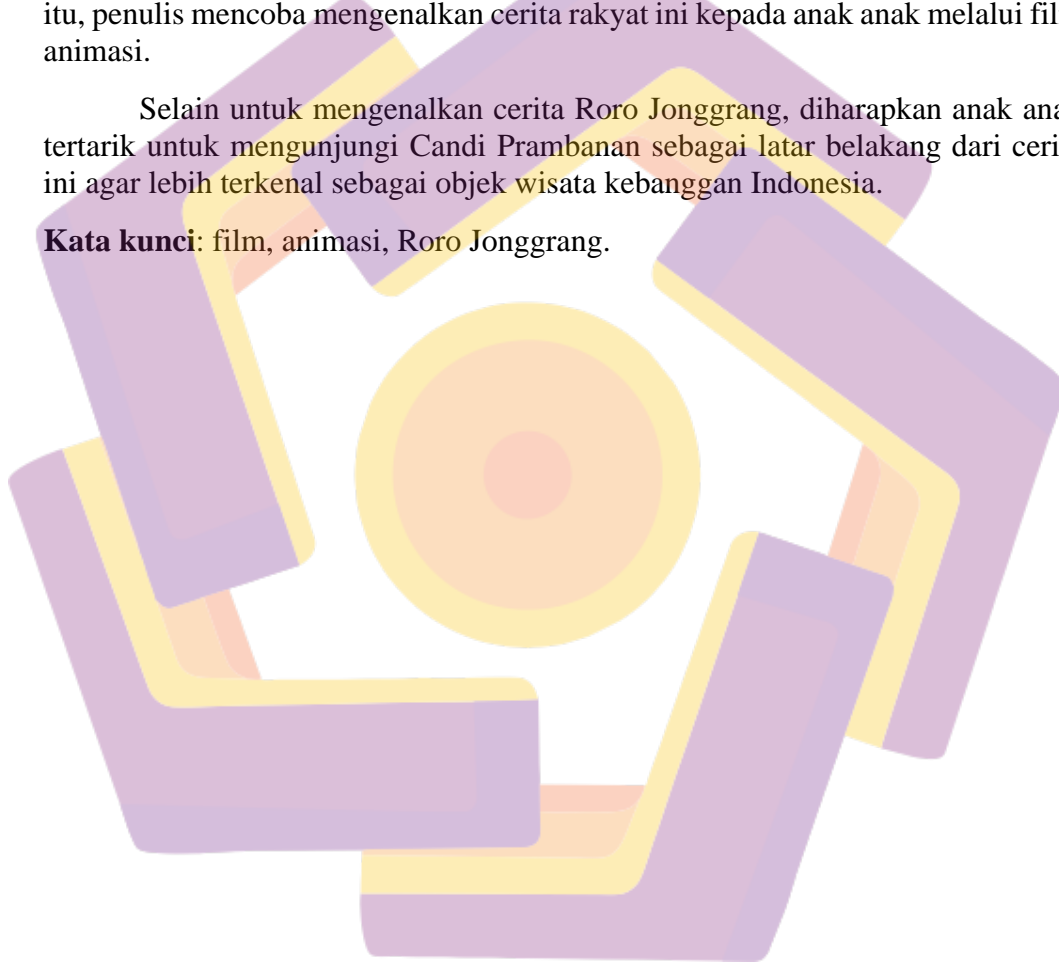 itu, penulis mencoba mengenalkan cerita rakyat ini kepada anak anak melalui fil
animasi.
Selain untuk mengenalkan cerita Roro Jonggrang, diharapkan anak ana
tertarik untuk mengunjungi Candi Prambanan sebagai latar belakang dari ceri
ini agar lebih terkenal sebagai objek wisata kebanggan Indonesia.
Kata kunci: film, animasi, Roro Jonggrang.